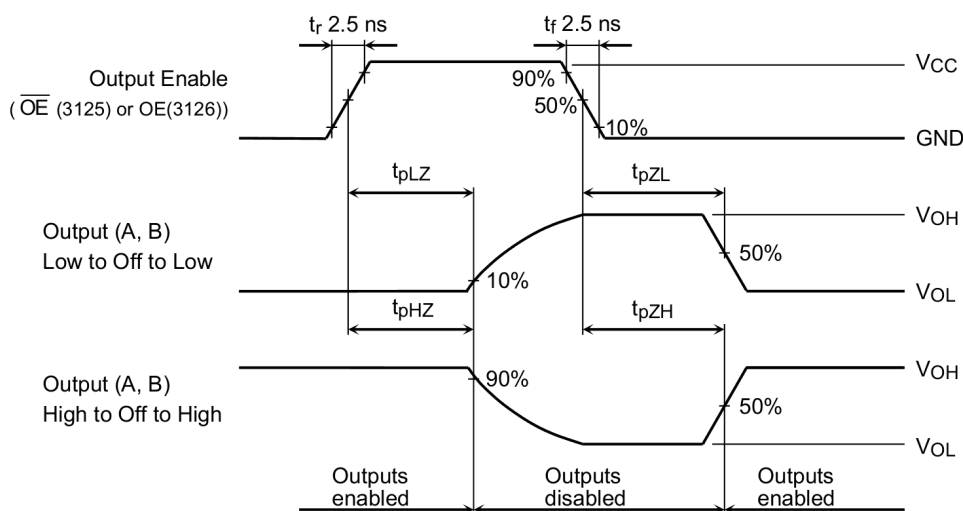 tr 2.5 ns
tf 2.5 ns
Output Enable
( OE (3125) or OE(3126))
90%
50%
10%
VCC
GND
tpLZ
tpZL
Output (A, B)
Low to Off to Low
10%
50%
VOH
VOL
tpHZ
tpZH
Output (A, B)
High to Off to High
90%
50%
VOH
VOL
Outputs
enabled
Outputs
disabled
Outputs
enabled